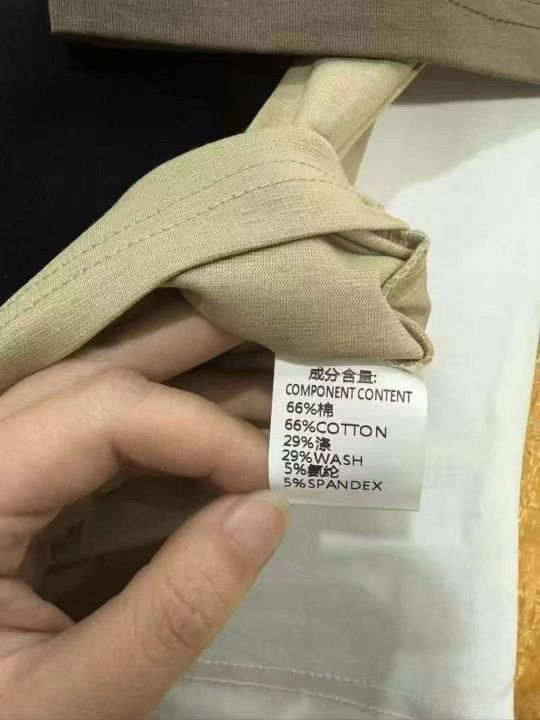 成分含量:
COMPONENT CONTENT
66%棉
66%COTTON
29%涤
29%WASH
5%氨纶
5%SPANDEX